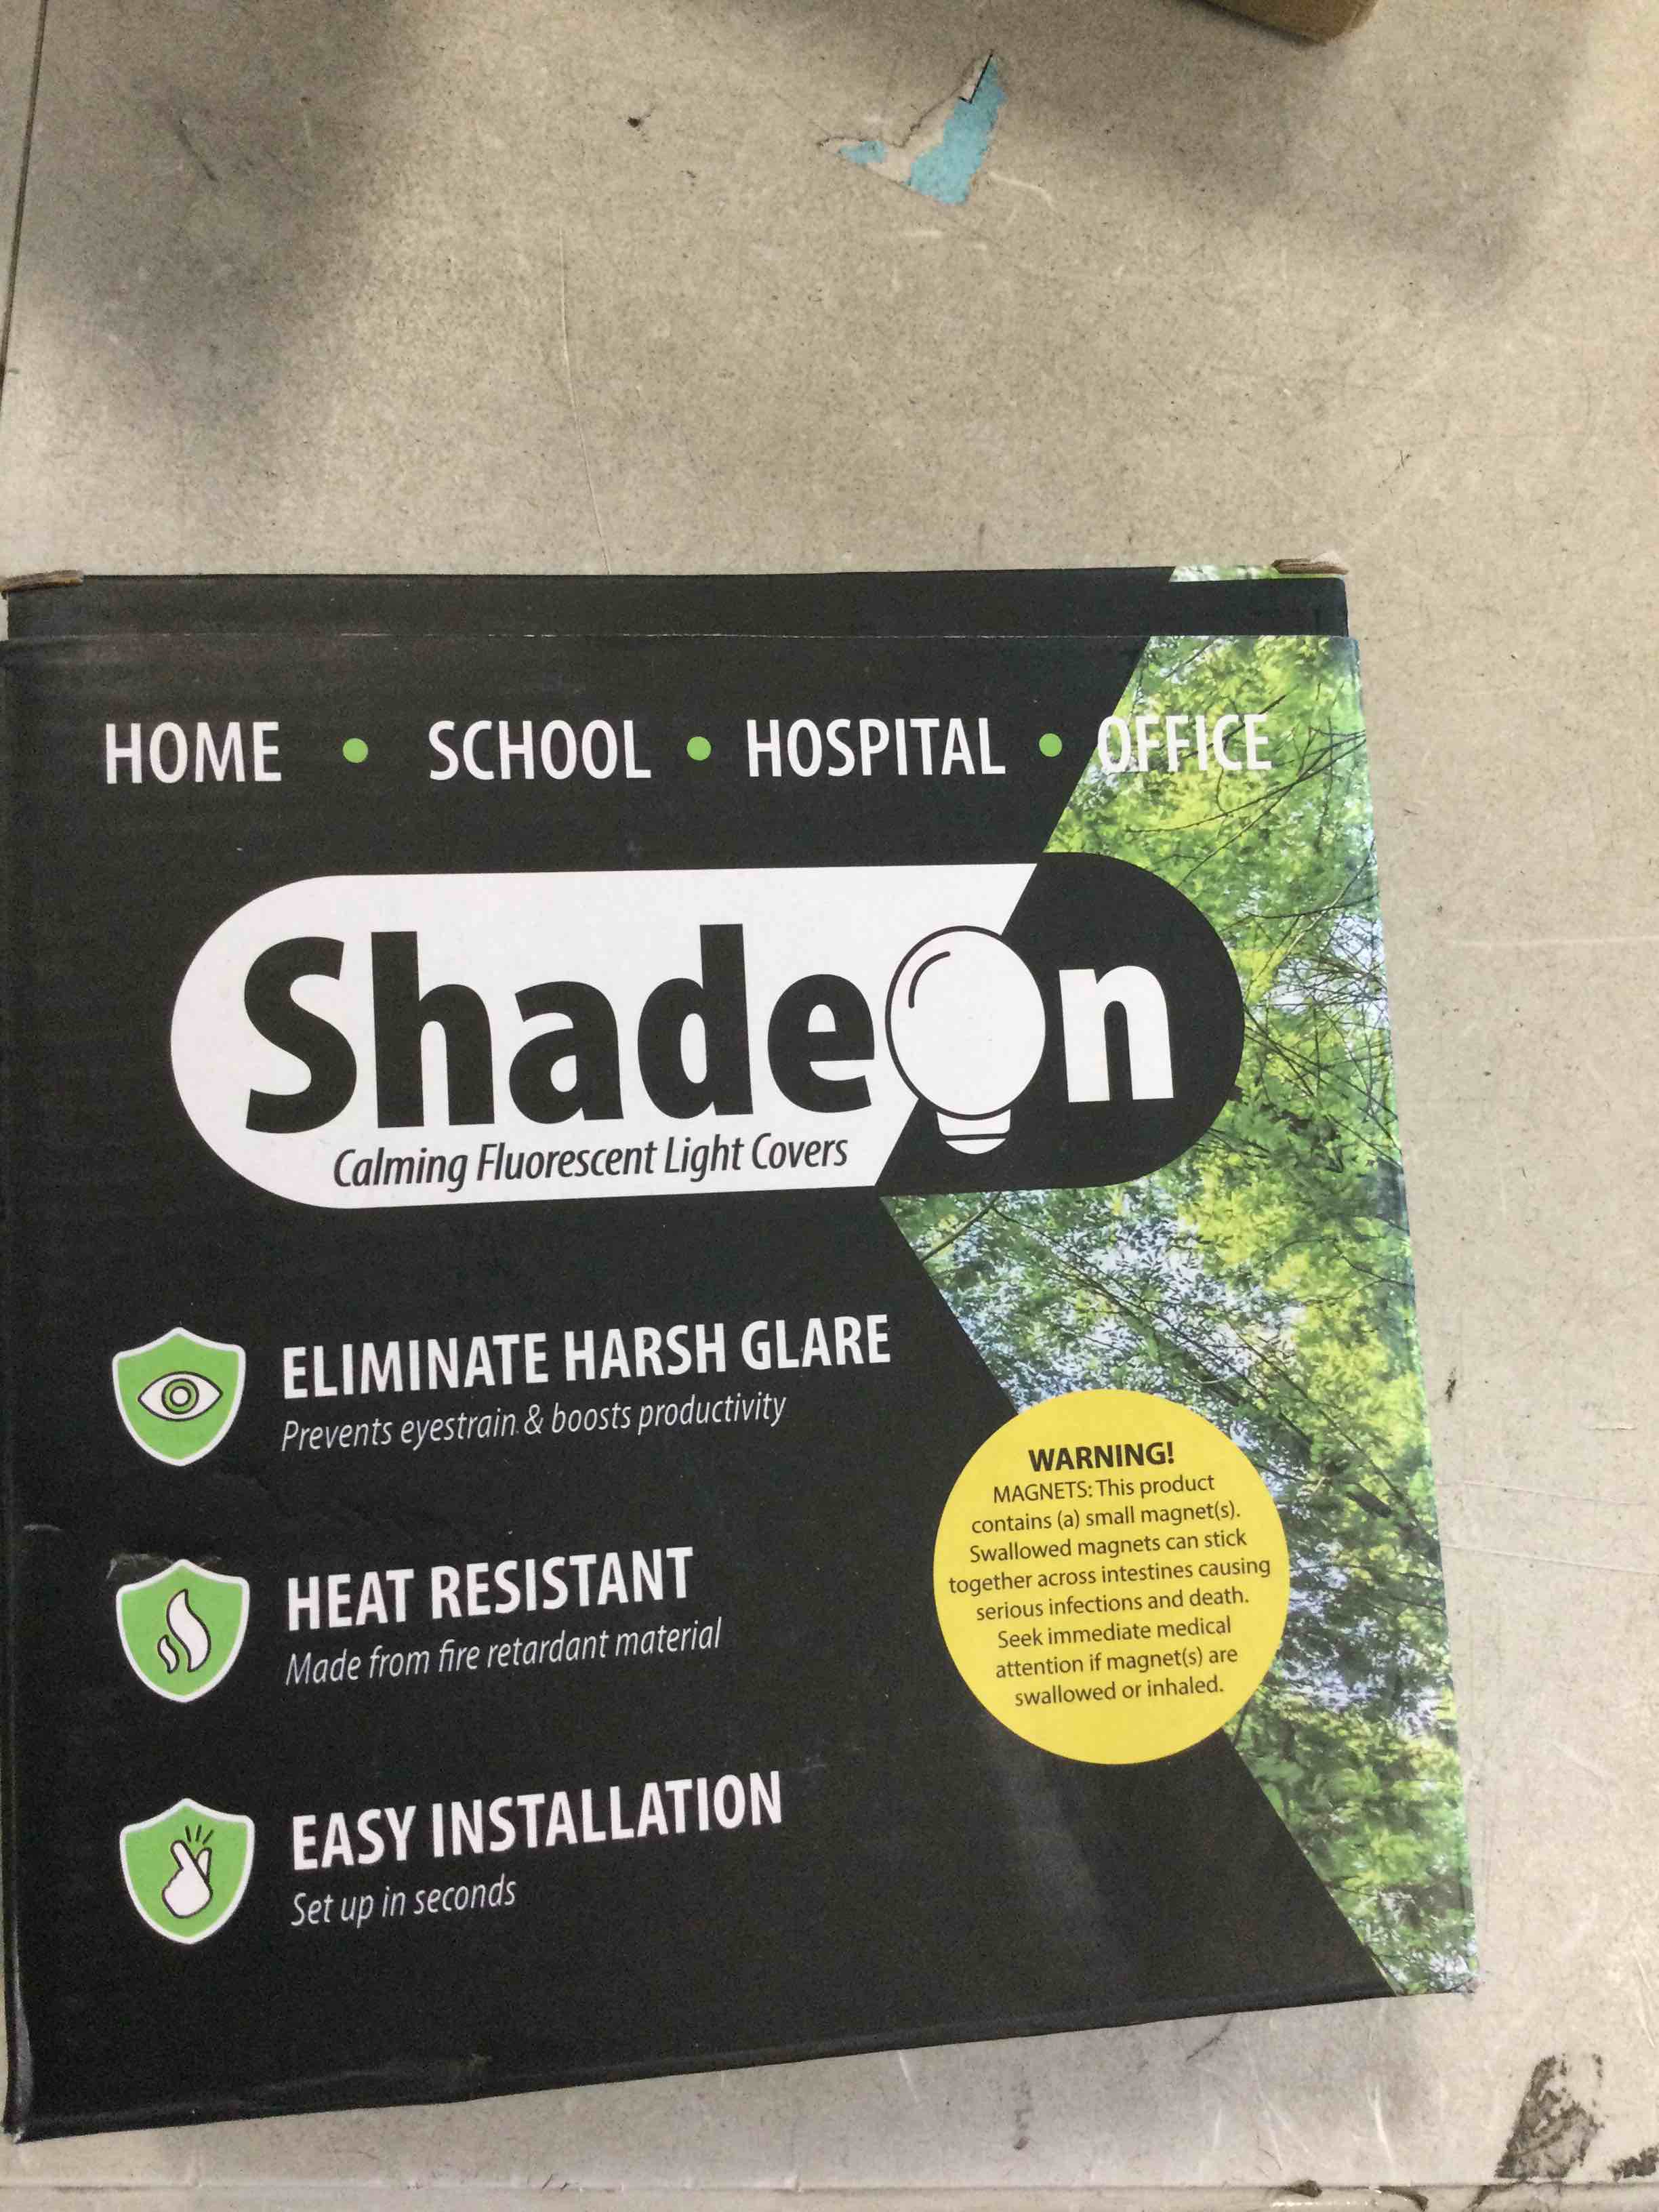 HOME • SCHOOL • HOSPITAL • OFFICE
ShadeOn
Calming Fluorescent Light Covers
ELIMINATE HARSH GLARE
Prevents eyestrain & boosts productivity
HEAT RESISTANT
Made from fire retardant material
EASY INSTALLATION
Set up in seconds
WARNING!
MAGNETS: This product
contains (a) small magnet(s).
Swallowed magnets can stick
together across intestines causing
serious infections and death.
Seek immediate medical
attention if magnet(s) are
swallowed or inhaled.